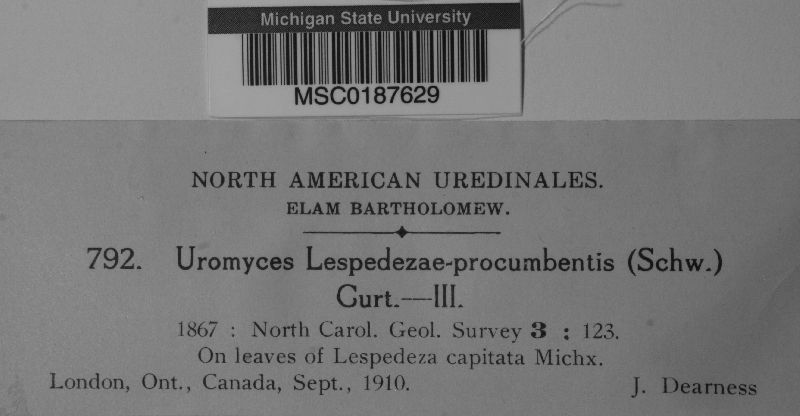 Michigan State University
MSC0187629
NORTH AMERICAN UREDINALES.
ELAM BARTHOLOMEW.
792. Uromyces Lespedezae-procumbentis (Schw.)
Curt.—III.
1867 : North Carol. Geol. Survey 3 : 123.
On leaves of Lespedeza capitata Michx.
London, Ont., Canada, Sept., 1910. J. Dearness